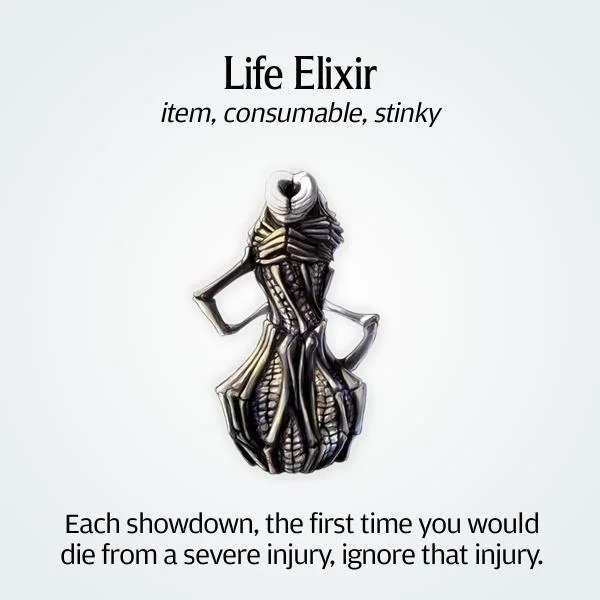 Life Elixir
item, consumable, stinky
Each showdown, the first time you would
die from a severe injury, ignore that injury.